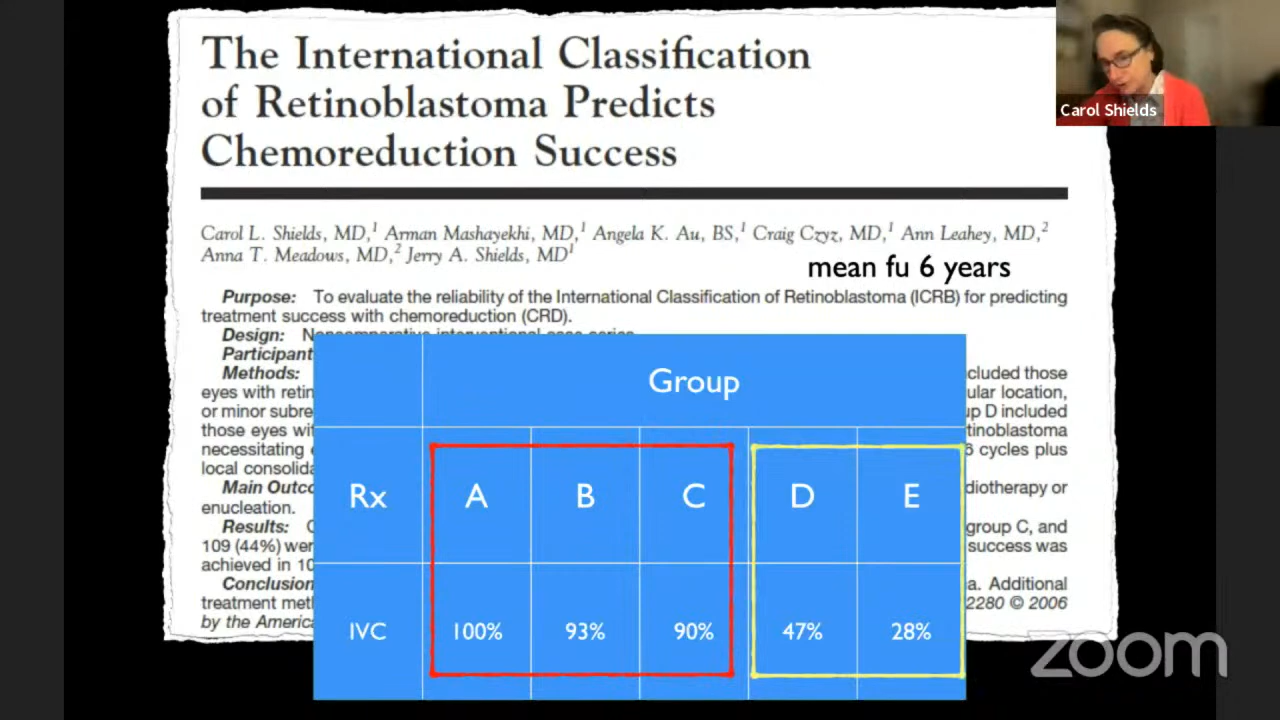 The International Classification
of Retinoblastoma Predicts
Chemoreduction Success
Carol Shields
Carol L. Shields, MD,1 Arman Mashayekhi, MD,1 Angela K. Au, BS,1 Craig Czyz, MD,1 Ann Leahey, MD,2
Anna T. Meadows, MD,2 Jerry A. Shields, MD1
mean fu 6 years
Purpose: To evaluate the reliability of the International Classification of Retinoblastoma (ICRB) for predicting
treatment success with chemoreduction (CRD).
Design:
Participant
Methods: cluded those
eyes with retin ular location,
or minor subre up D included
those eyes wit tinoblastoma
necessitating 6 cycles plus
local consolida
Main Outco diotherapy or
enucleation.
Results: group C, and
109 (44%) wer success was
achieved in 10
Conclusion a. Additional
treatment meth 2280 © 2006
by the America
Group
Rx A B C D E
IVC 100% 93% 90% 47% 28%
zoom